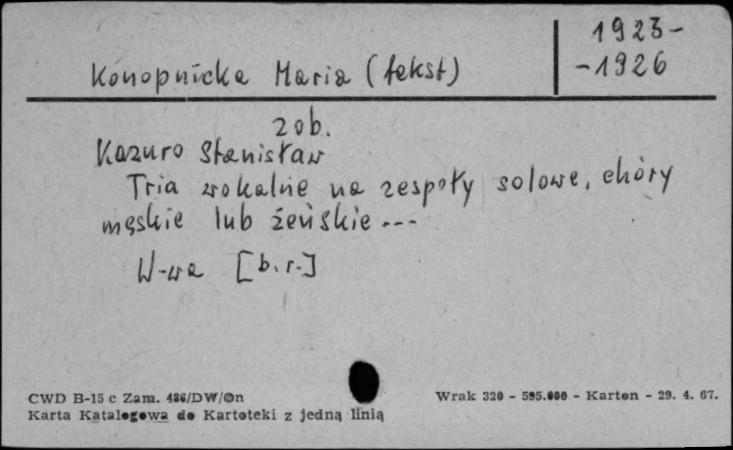 1923-
-1926
Konopnicka Maria (tekst)
zob.
Kazuro Stanisław
Tria wokalne na zespoły solowe, chóry
męskie lub żeńskie ---
W-wa [b.r.]
CWD B-15 c Zam. 486/DW/On
Wrak 320 - 595.000 - Karton - 29. 4. 67.
Karta Katalogowa do Kartoteki z jedną linią